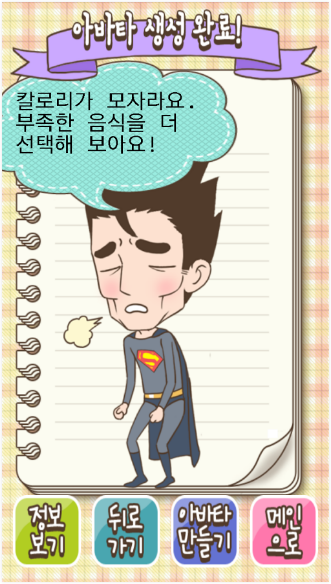 아바타 생성 완료!
칼로리가 모자라요.
부족한 음식을 더
선택해 보아요!
S
정보
보기
뒤로
가기
아바타
만들기
메인
으로